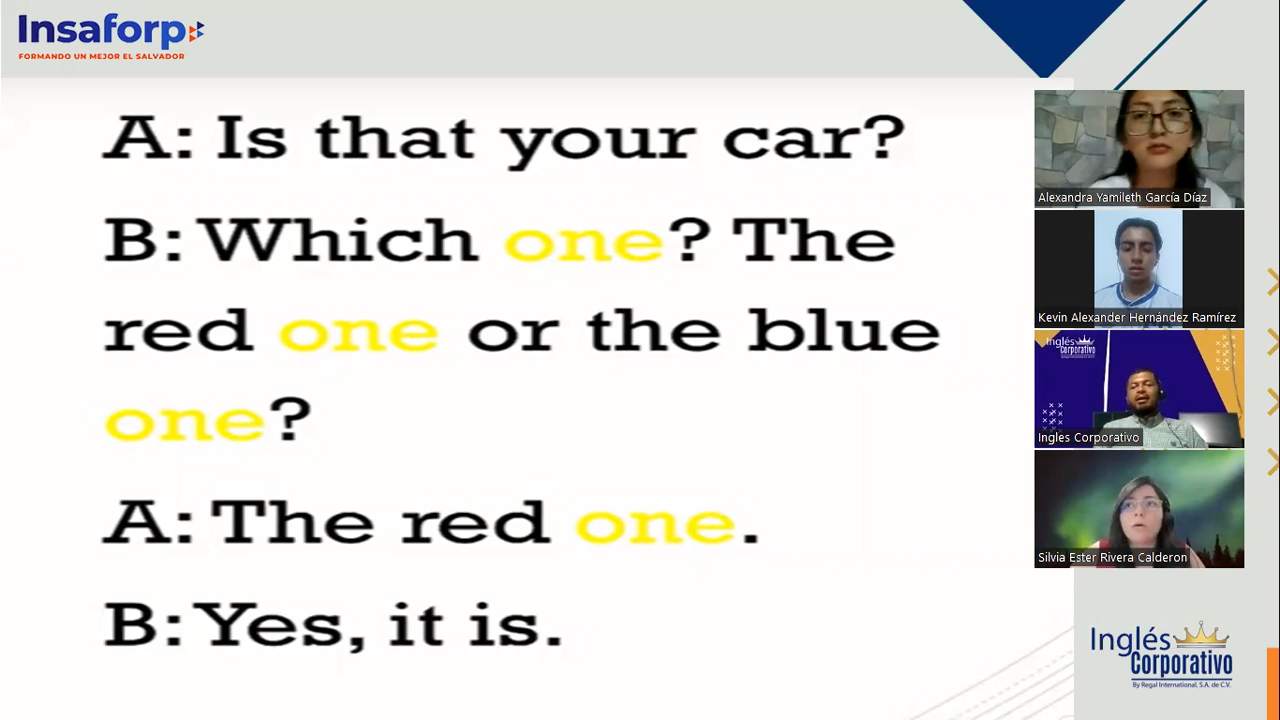 Insaforp
FORMANDO UN MEJOR EL SALVADOR
A: Is that your car?
B: Which one? The
red one or the blue
one?
A: The red one.
B: Yes, it is.
Alexandra Yamileth García Díaz
Kevin Alexander Hernández Ramírez
Inglés
Corporativo
Ingles Corporativo
Silvia Ester Rivera Calderon
Inglés
Corporativo
By Regal International, S.A. de C.V.